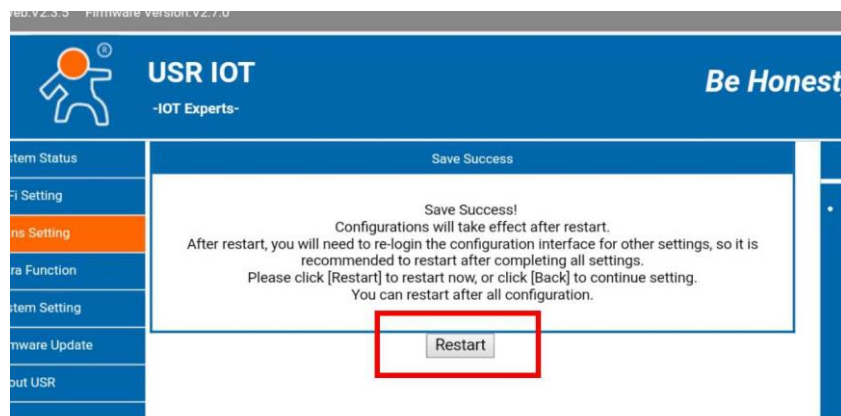 Web:V2.3.5 Firmware Version:V2.7.0
®
USR IOT
-IOT Experts-
Be Honest,
stem Status
Fi Setting
ns Setting
ra Function
stem Setting
mware Update
out USR
Save Success
Save Success!
Configurations will take effect after restart.
After restart, you will need to re-login the configuration interface for other settings, so it is
recommended to restart after completing all settings.
Please click [Restart] to restart now, or click [Back] to continue setting.
You can restart after all configuration.
Restart